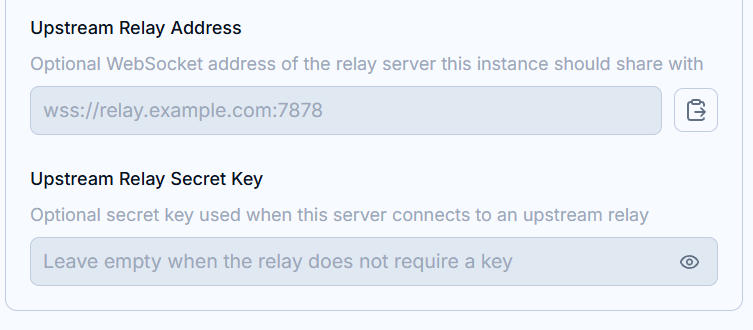 Upstream Relay Address
Optional WebSocket address of the relay server this instance should share with
wss://relay.example.com:7878
Upstream Relay Secret Key
Optional secret key used when this server connects to an upstream relay
Leave empty when the relay does not require a key